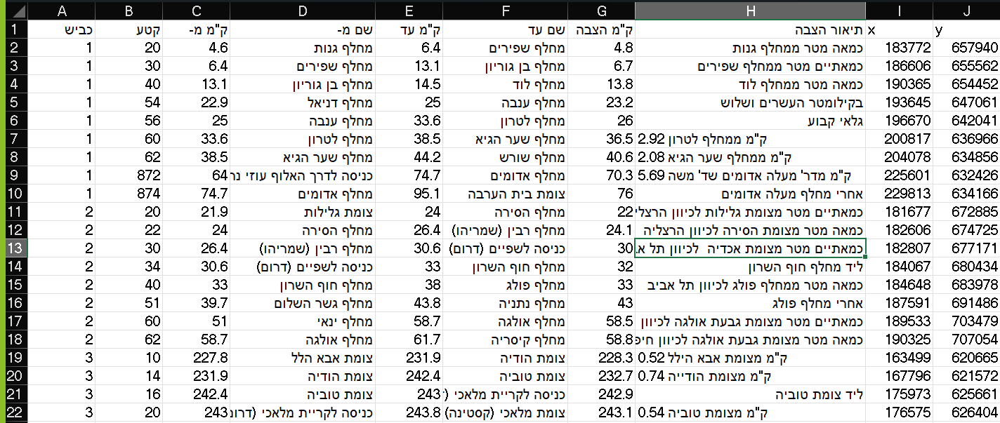 A B C D E F G H I J
1 כביש קטע ק"מ מ- שם מ- ק"מ עד שם עד ק"מ הצבה תיאור הצבה x y
2 1 20 4.6 מחלף גנות 6.4 מחלף שפירים 4.8 כמאה מטר ממחלף גנות 183772 657940
3 1 30 6.4 מחלף שפירים 13.1 מחלף בן גוריון 6.7 כמאתיים מטר ממחלף שפירים 186606 655562
4 1 40 13.1 מחלף בן גוריון 14.5 מחלף לוד 13.8 כמאה מטר ממחלף לוד 190365 654452
5 1 54 22.9 מחלף דניאל 25 מחלף ענבה 23.2 בקילומטר העשרים ושלוש 193645 647061
6 1 56 25 מחלף ענבה 33.6 מחלף לטרון 26 גלאי קבוע 196670 642041
7 1 60 33.6 מחלף לטרון 38.5 מחלף שער הגיא 36.5 2.92 ק"מ ממחלף לטרון 200817 636966
8 1 62 38.5 מחלף שער הגיא 44.2 מחלף שורש 40.6 2.08 ק"מ ממחלף שער הגיא 204078 634856
9 1 872 64 כניסה לדרך האלוף עוזי נר 74.7 מחלף אדומים 70.3 5.69 ק"מ מדר' מעלה אדומים שד' משה 225601 632426
10 1 874 74.7 מחלף אדומים 95.1 צומת בית הערבה 76 אחרי מחלף מעלה אדומים 229813 634166
11 2 20 21.9 צומת גלילות 24 מחלף הסירה 22 כמאתיים מטר מצומת גלילות לכיוון הרצלי 181677 672885
12 2 22 24 מחלף הסירה 26.4 מחלף רבין (שמריהו) 24.1 כמאה מטר מצומת הסירה לכיוון הרצליה 182606 674725
13 2 30 26.4 מחלף רבין (שמריהו) 30.6 כניסה לשפיים (דרום) 30 כמאתיים מטר מצומת אכדיה  לכיוון תל א 182807 677171
14 2 34 30.6 כניסה לשפיים (דרום) 33 מחלף חוף השרון 32 ליד מחלף חוף השרון 184067 680434
15 2 40 33 מחלף חוף השרון 38 מחלף פולג 33 כמאה מטר ממחלף פולג לכיוון תל אביב 184648 683978
16 2 51 39.7 מחלף גשר השלום 43.8 מחלף נתניה 43 אחרי מחלף פולג 187591 691486
17 2 60 51 מחלף ינאי 58.7 מחלף אולגה 58.5 כמאתיים מטר מצומת גבעת אולגה לכיוון 189533 703479
18 2 62 58.7 מחלף אולגה 61.7 מחלף קיסריה 58.8 כמאה מטר מצומת גבעת אולגה לכיוון חיפ 190325 707054
19 3 10 227.8 צומת אבא הלל 231.9 צומת הודיה 228.3 0.52 ק"מ מצומת אבא הילל 163499 620665
20 3 14 231.9 צומת הודיה 242.4 צומת טוביה 232.7 0.74 ק"מ מצומת הודייה 167796 621572
21 3 16 242.4 צומת טוביה 243 כניסה לקריית מלאכי ( 242.9 ליד צומת טוביה 175973 625661
22 3 20 243 כניסה לקריית מלאכי (דרום 243.8 צומת מלאכי (קסטינה) 243.1 0.54 ק"מ מצומת טוביה 176575 626404